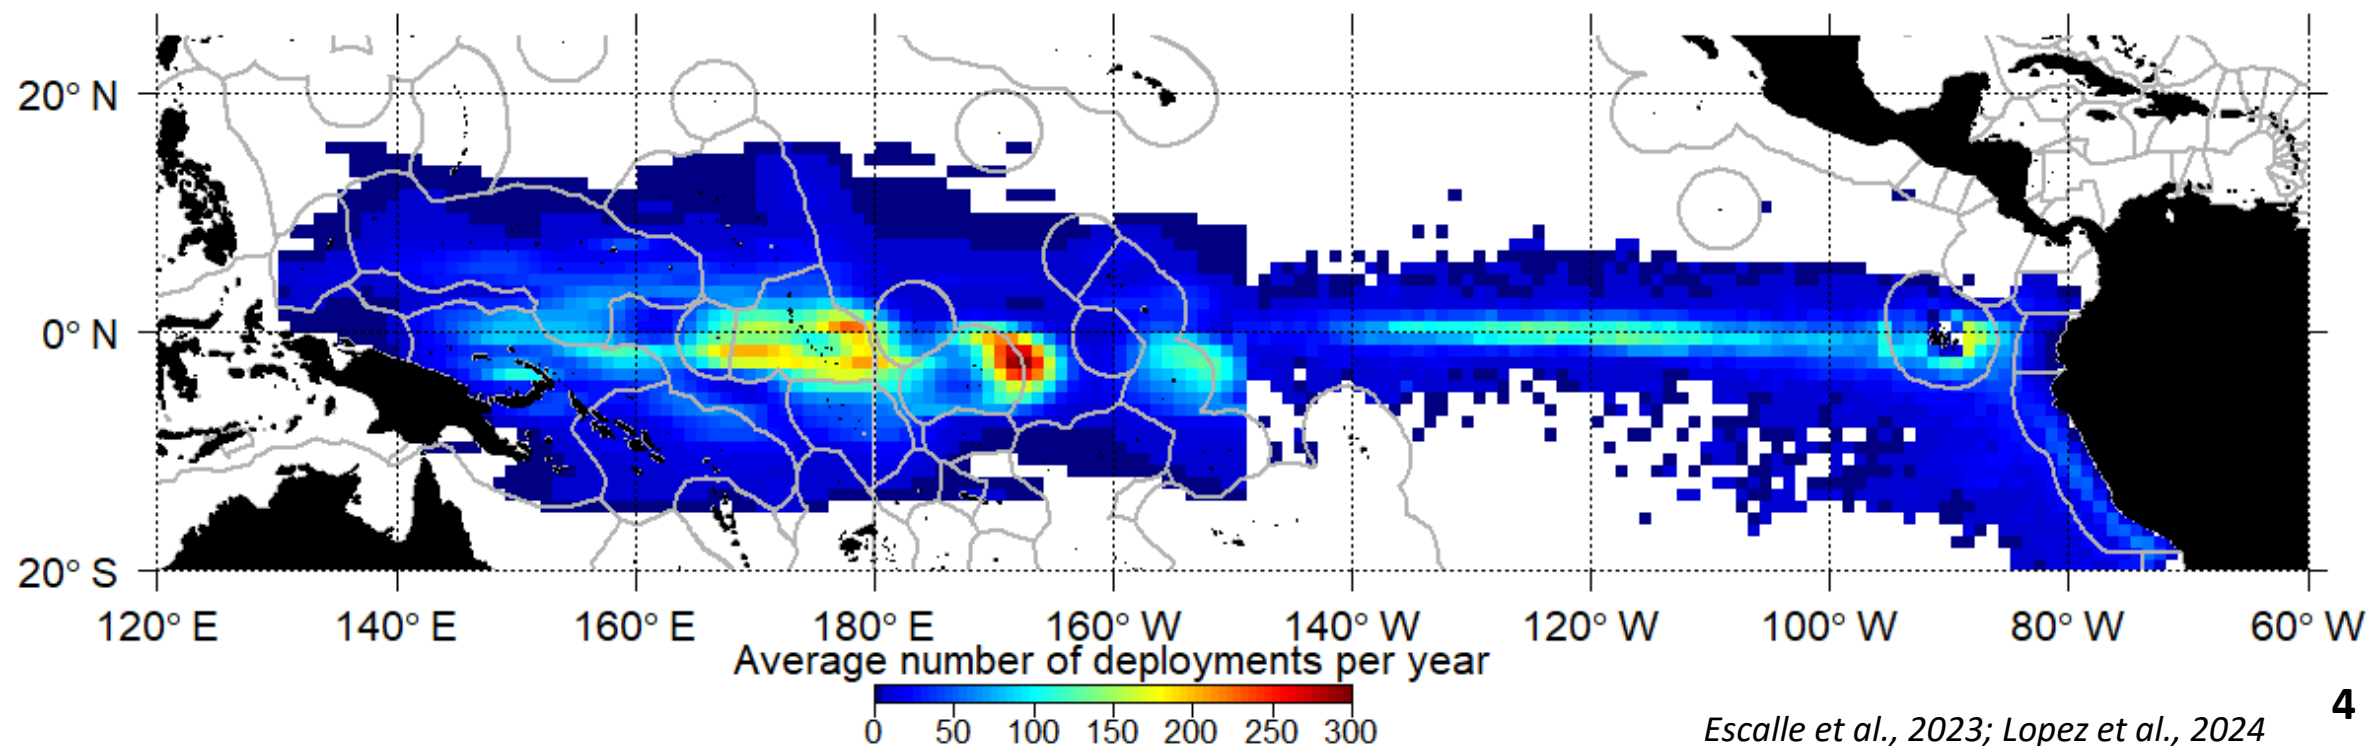 20° N
0° N
20° S
120° E 140° E 160° E 180° E 160° W 140° W 120° W 100° W 80° W 60° W
Average number of deployments per year
0 50 100 150 200 250 300
4
Escalle et al., 2023; Lopez et al., 2024